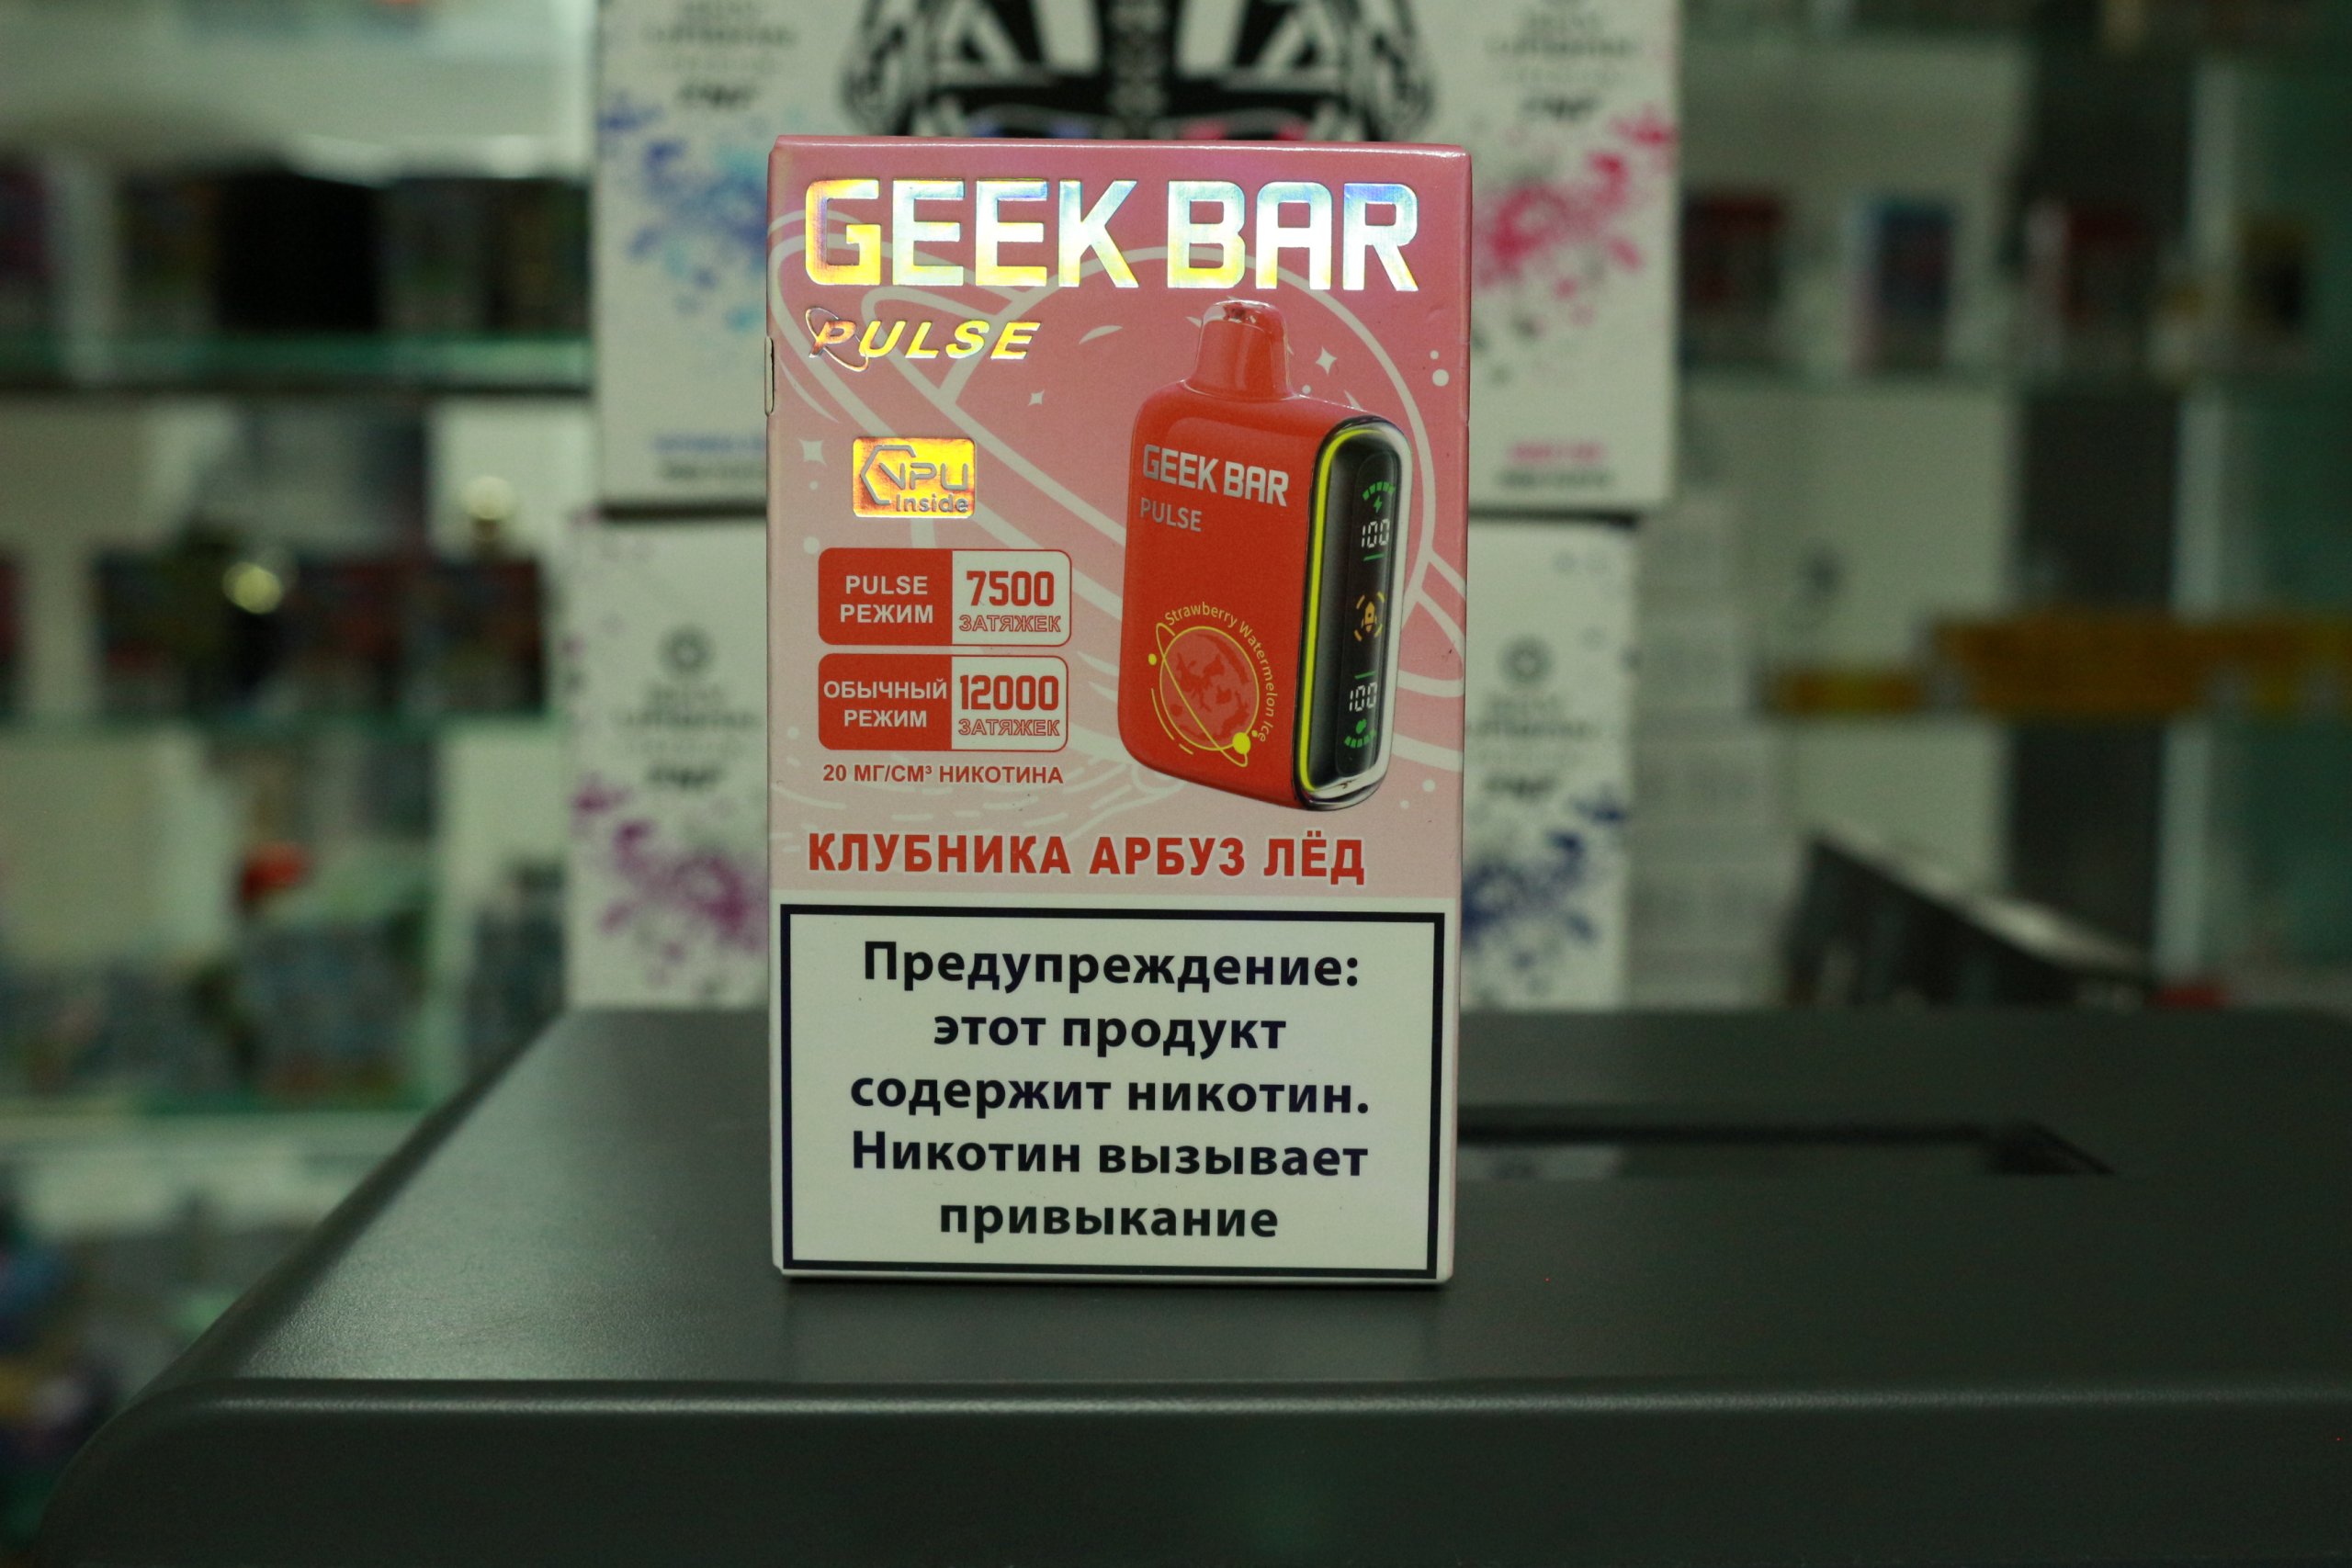 GEEK BAR
PULSE
VPU
Inside
PULSE
РЕЖИМ
7500
ЗАТЯЖЕК
ОБЫЧНЫЙ
РЕЖИМ
12000
ЗАТЯЖЕК
20 МГ/СМ³ НИКОТИНА
GEEK BAR
PULSE
Strawberry Watermelon Ice
100
100
КЛУБНИКА АРБУЗ ЛЁД
Предупреждение:
этот продукт
содержит никотин.
Никотин вызывает
привыкание